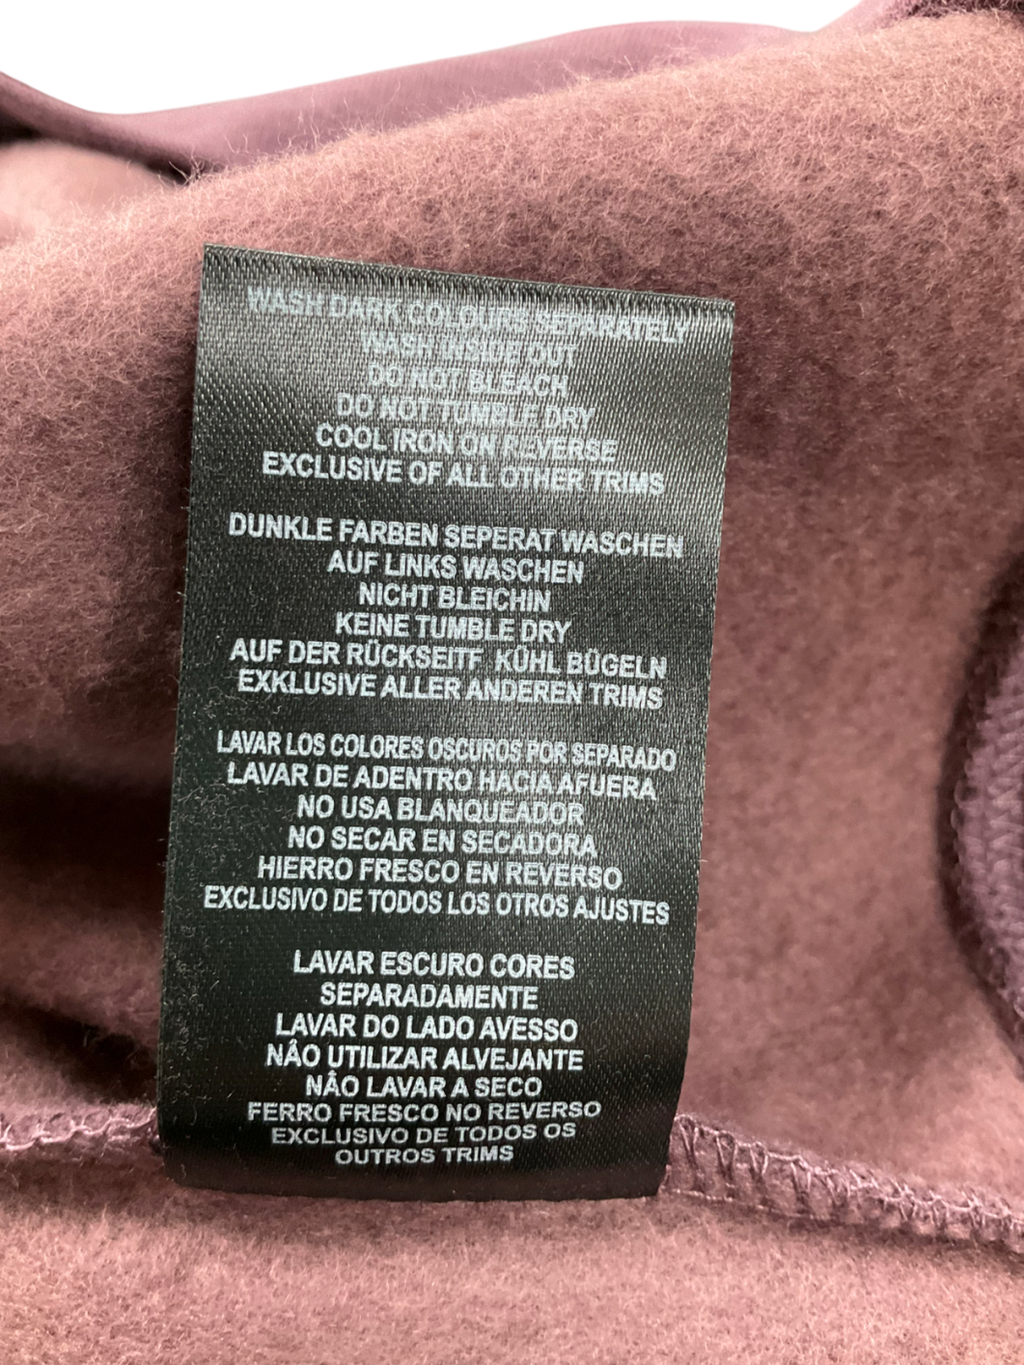 WASH DARK COLOURS SEPARATELY
WASH INSIDE OUT
DO NOT BLEACH
DO NOT TUMBLE DRY
COOL IRON ON REVERSE
EXCLUSIVE OF ALL OTHER TRIMS
DUNKLE FARBEN SEPERAT WASCHEN
AUF LINKS WASCHEN
NICHT BLEICHIN
KEINE TUMBLE DRY
AUF DER RÜCKSEITF KÜHL BÜGELN
EXKLUSIVE ALLER ANDEREN TRIMS
LAVAR LOS COLORES OSCUROS POR SEPARADO
LAVAR DE ADENTRO HACIA AFUERA
NO USA BLANQUEADOR
NO SECAR EN SECADORA
HIERRO FRESCO EN REVERSO
EXCLUSIVO DE TODOS LOS OTROS AJUSTES
LAVAR ESCURO CORES
SEPARADAMENTE
LAVAR DO LADO AVESSO
NÂO UTILIZAR ALVEJANTE
NÂO LAVAR A SECO
FERRO FRESCO NO REVERSO
EXCLUSIVO DE TODOS OS
OUTROS TRIMS